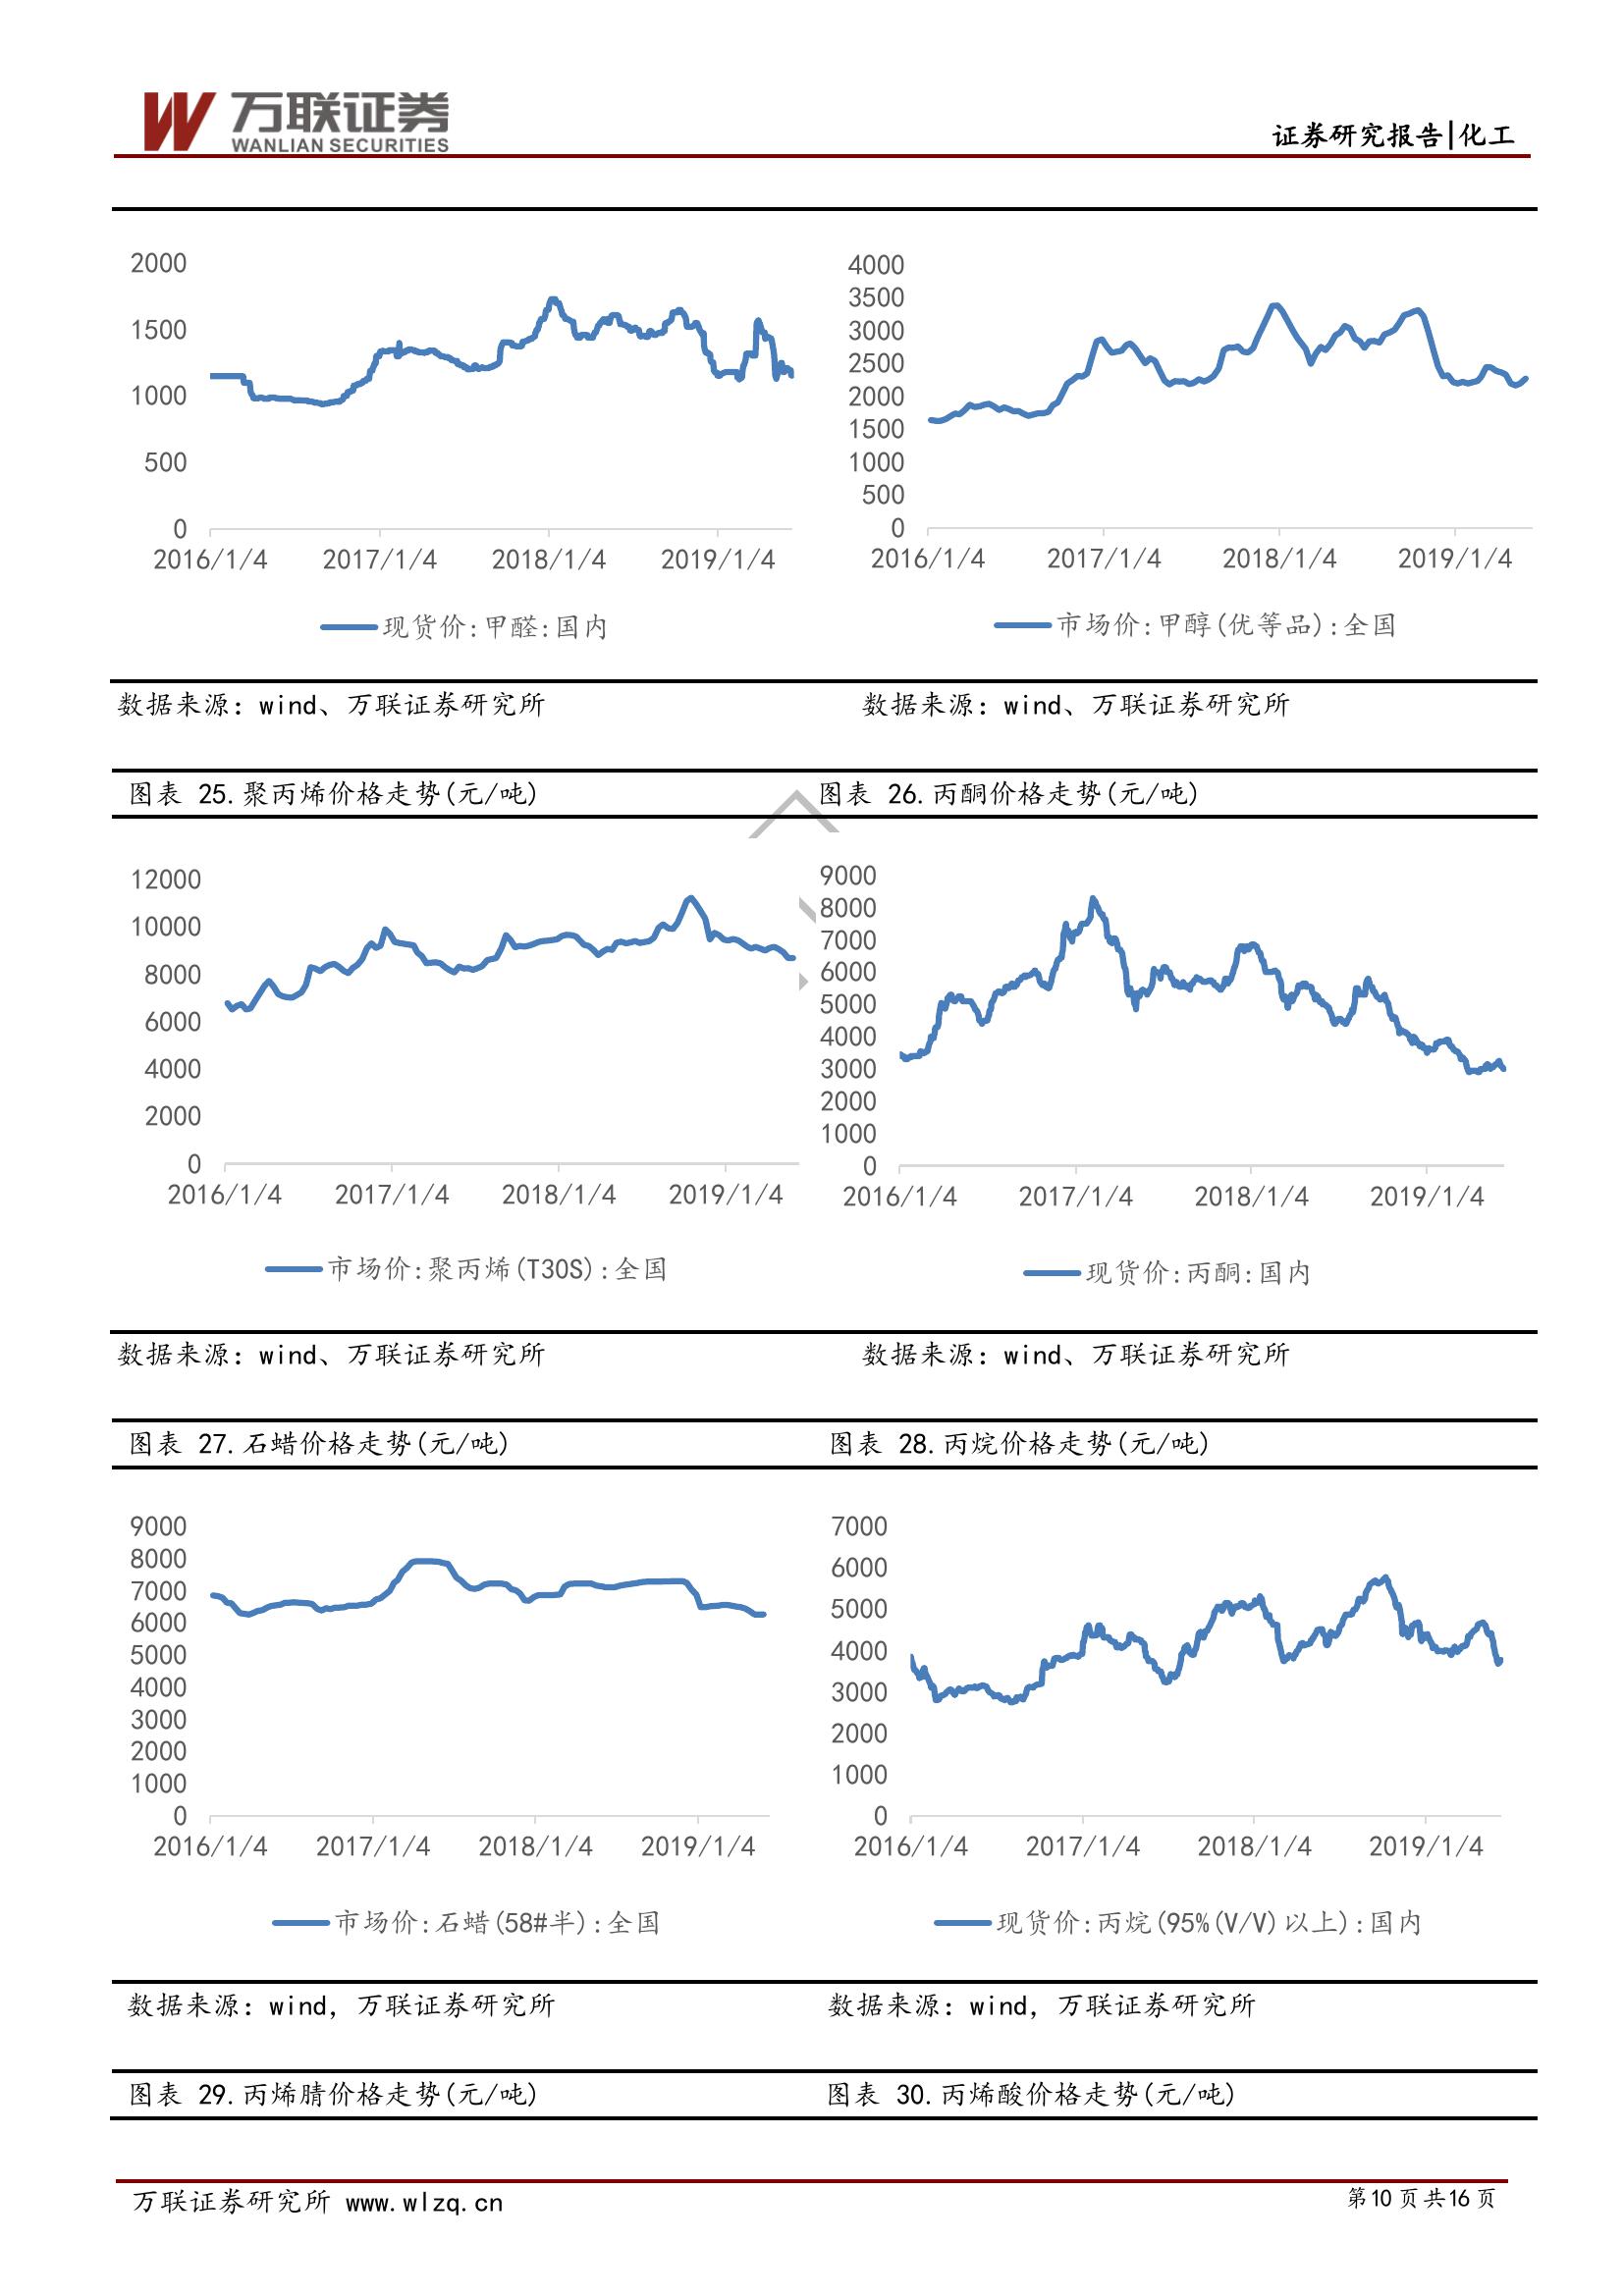 万联证券
WANLIAN SECURITIES
证券研究报告|化工
2000
1500
1000
500
0
2016/1/4 2017/1/4 2018/1/4 2019/1/4
现货价:甲醛:国内
4000
3500
3000
2500
2000
1500
1000
500
0
2016/1/4 2017/1/4 2018/1/4 2019/1/4
市场价:甲醇(优等品):全国
数据来源：wind、万联证券研究所 数据来源：wind、万联证券研究所
图表 25.聚丙烯价格走势(元/吨) 图表 26.丙酮价格走势(元/吨)
12000
10000
8000
6000
4000
2000
0
2016/1/4 2017/1/4 2018/1/4 2019/1/4
市场价:聚丙烯(T30S):全国
9000
8000
7000
6000
5000
4000
3000
2000
1000
0
2016/1/4 2017/1/4 2018/1/4 2019/1/4
现货价:丙酮:国内
数据来源：wind、万联证券研究所 数据来源：wind、万联证券研究所
图表 27.石蜡价格走势(元/吨) 图表 28.丙烷价格走势(元/吨)
9000
8000
7000
6000
5000
4000
3000
2000
1000
0
2016/1/4 2017/1/4 2018/1/4 2019/1/4
市场价:石蜡(58#半):全国
7000
6000
5000
4000
3000
2000
1000
0
2016/1/4 2017/1/4 2018/1/4 2019/1/4
现货价:丙烷(95%(V/V)以上):国内
数据来源：wind，万联证券研究所 数据来源：wind，万联证券研究所
图表 29.丙烯腈价格走势(元/吨) 图表 30.丙烯酸价格走势(元/吨)
万联证券研究所 www.wlzq.cn 第10页共16页